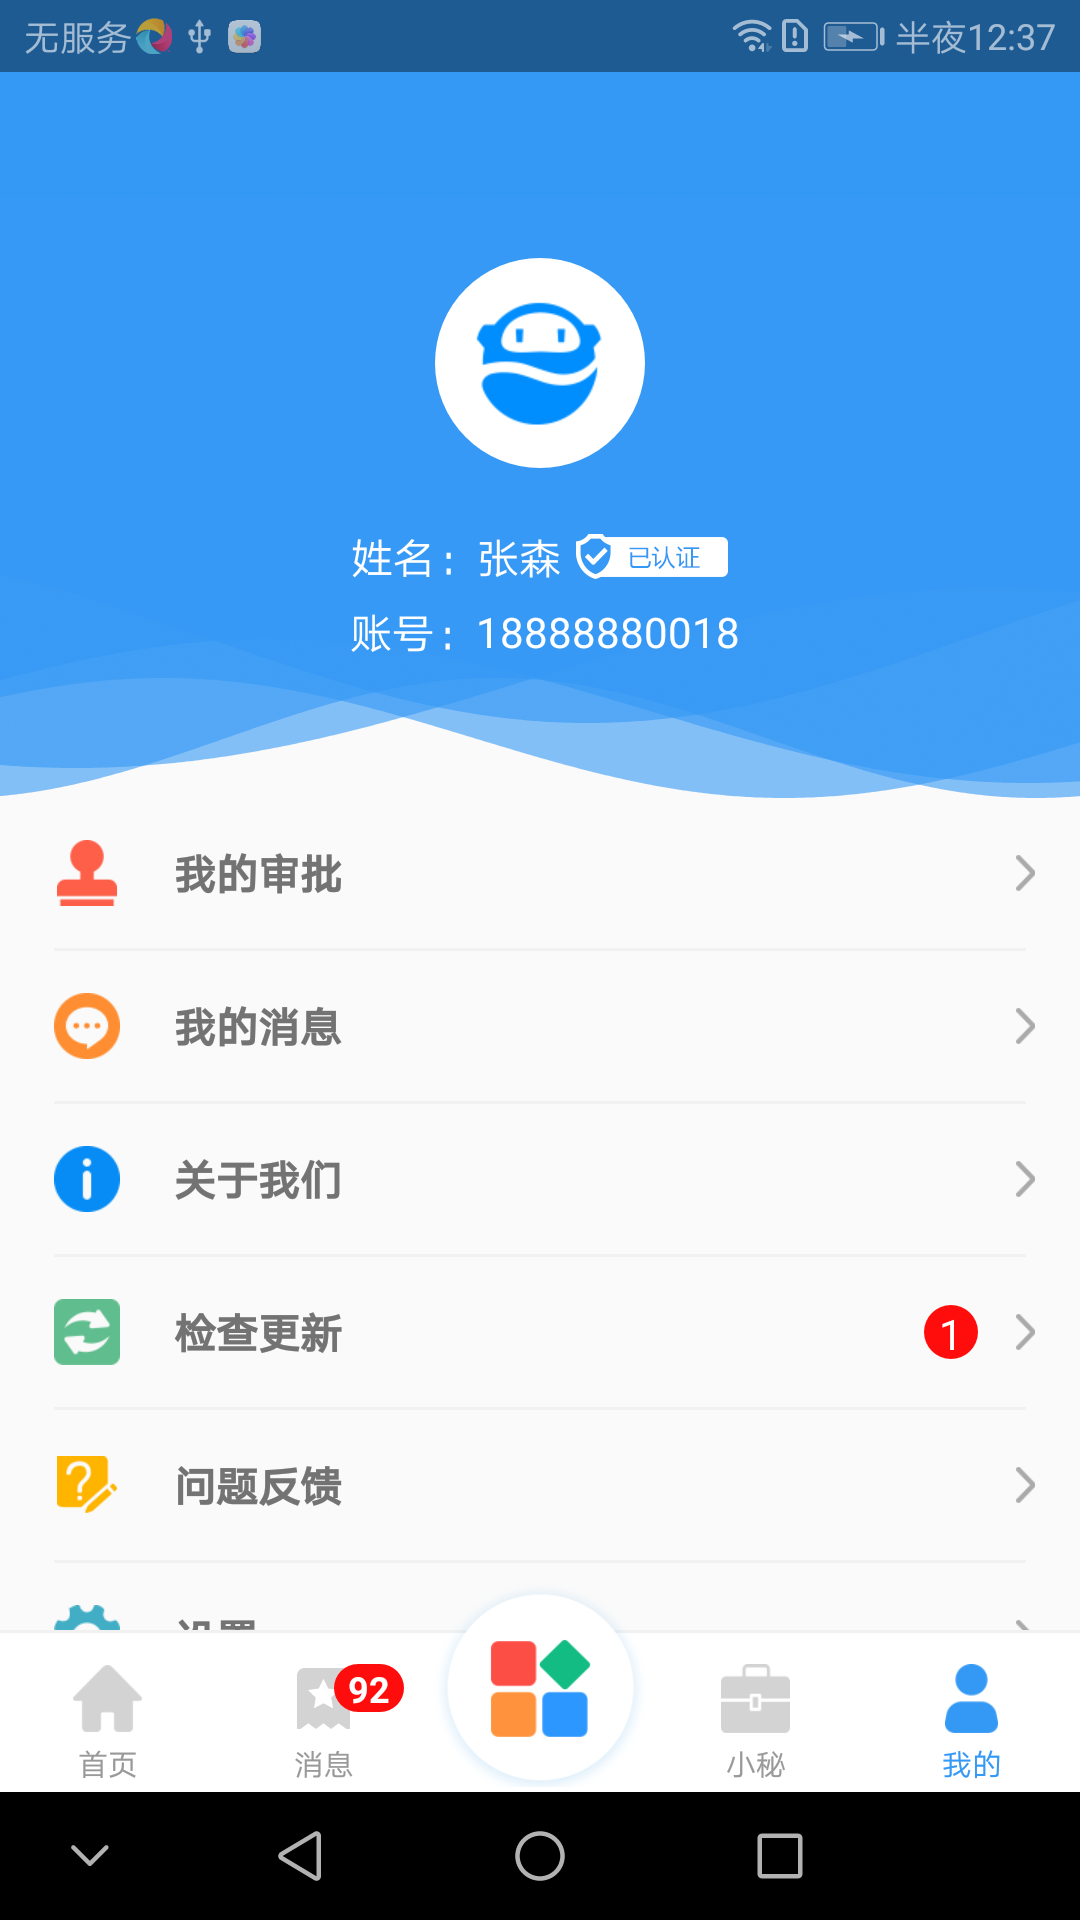 无服务 半夜12:37
姓名：张森 已认证
账号：18888880018
我的审批
我的消息
关于我们
检查更新 1
问题反馈
设置
92
首页 消息 小秘 我的